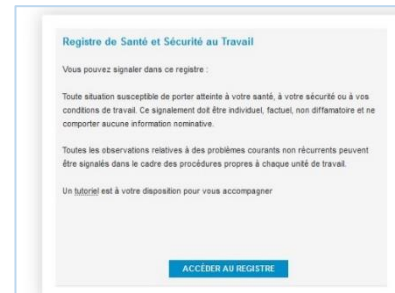 Registre de Santé et Sécurité au Travail
Vous pouvez signaler dans ce registre :
Toute situation susceptible de porter atteinte à votre santé, à votre sécurité ou à vos
conditions de travail. Ce signalement doit être individuel, factuel, non diffamatoire et ne
comporter aucune information nominative.
Toutes les observations relatives à des problèmes courants non récurrents peuvent
être signalés dans le cadre des procédures propres à chaque unité de travail.
Un tutoriel est à votre disposition pour vous accompagner
ACCÉDER AU REGISTRE